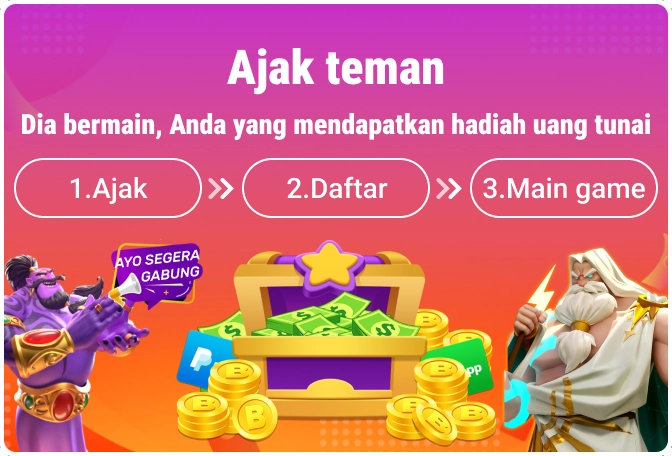 Ajak teman
Dia bermain, Anda yang mendapatkan hadiah uang tunai
1.Ajak
2.Daftar
3.Main game
AYO SEGERA
GABUNG
pp